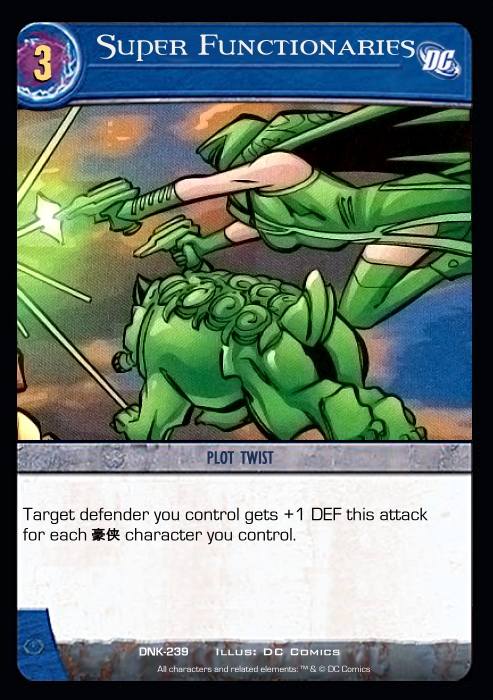 3
Super Functionaries
DC
PLOT TWIST
Target defender you control gets +1 DEF this attack
for each 豪侠 character you control.
DNK-239 Illus: DC Comics
All characters and related elements: ™ & © DC Comics